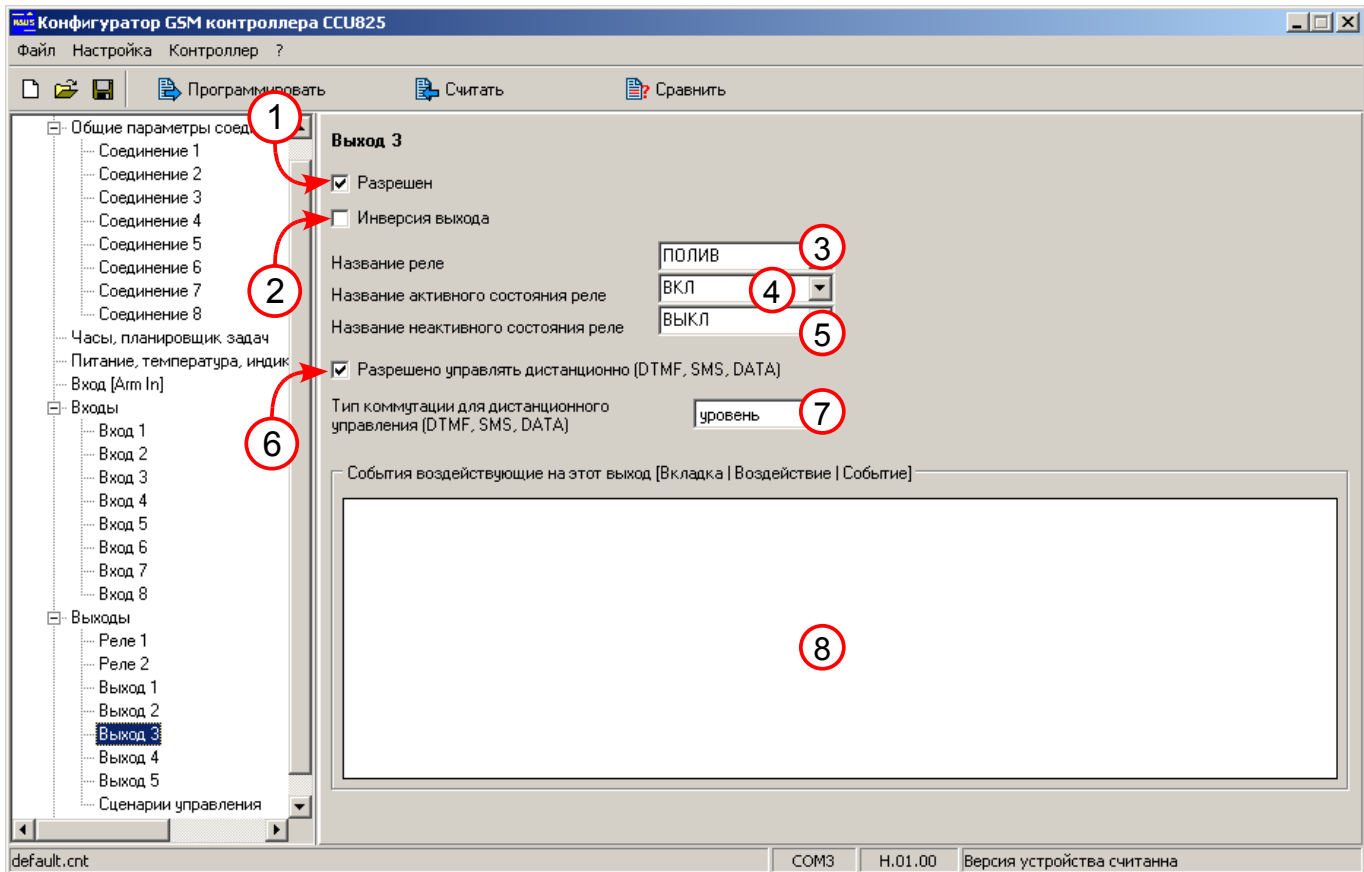 Конфигуратор GSM контроллера CCU825
Файл Настройка Контроллер ?
Программировать Считать Сравнить
1
Общие параметры соед
Соединение 1
Соединение 2
Соединение 3
Соединение 4
Соединение 5
Соединение 6
Соединение 7
Соединение 8
Часы, планировщик задач
Питание, температура, индик
Вход [Arm In]
Входы
Вход 1
Вход 2
Вход 3
Вход 4
Вход 5
Вход 6
Вход 7
Вход 8
Выходы
Реле 1
Реле 2
Выход 1
Выход 2
Выход 3
Выход 4
Выход 5
Сценарии управления
Выход 3
Разрешен
Инверсия выхода
2
Название реле ПОЛИВ 3
Название активного состояния реле ВКЛ 4
Название неактивного состояния реле ВЫКЛ 5
Разрешено управлять дистанционно (DTMF, SMS, DATA)
6
Тип коммутации для дистанционного
управления (DTMF, SMS, DATA) уровень 7
События воздействующие на этот выход [Вкладка | Воздействие | Событие]
8
default.cnt COM3 H.01.00 Версия устройства считанна